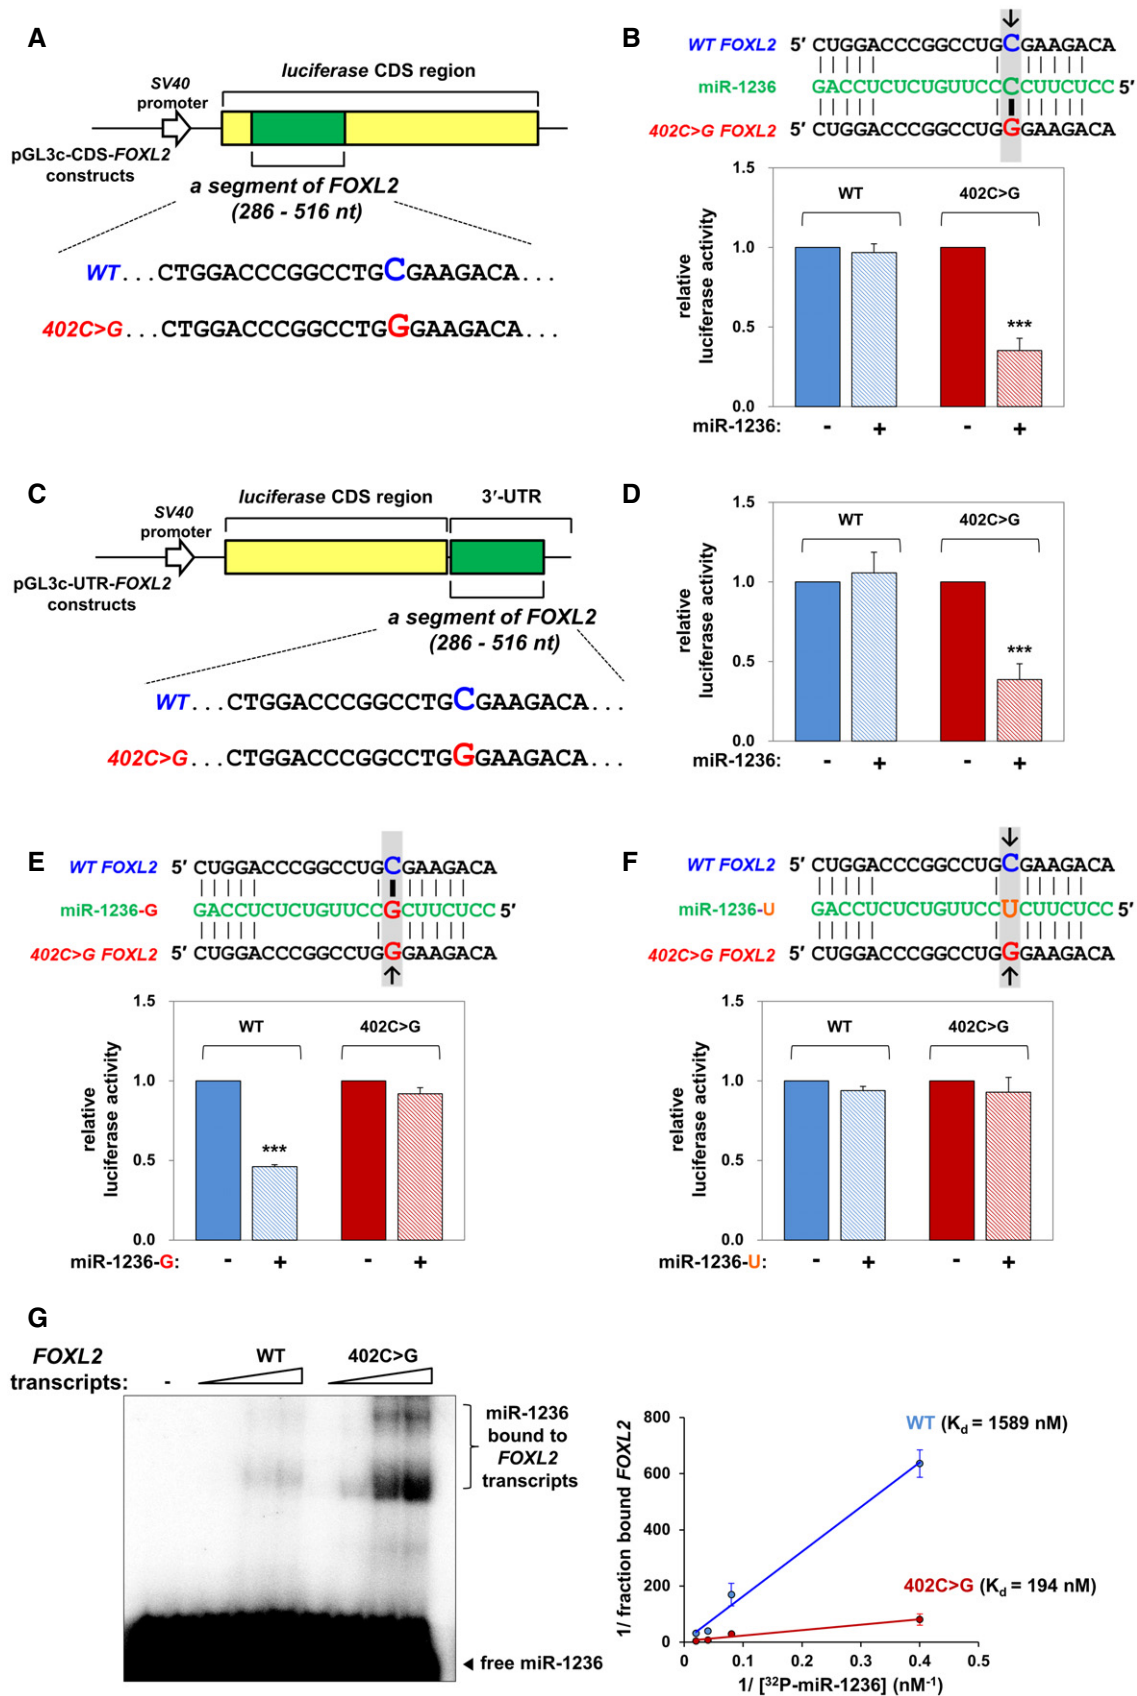 A
SV40
promoter
luciferase CDS region
pGL3c-CDS-FOXL2
constructs
a segment of FOXL2
(286 - 516 nt)
WT...CTGGACCCGGCCTGCGAAGACA...
402C>G...CTGGACCCGGCCTGGGAAGACA...
B
WT FOXL2 5′ CUGGACCCGGCCUGCGAAGACA
miR-1236 GACCUCUCUGUUCCCCUUCUCC 5′
402C>G FOXL2 5′ CUGGACCCGGCCUGGGAAGACA
relative
luciferase activity
1.5
1.0
0.5
0.0
WT
402C>G
***
miR-1236: - + - +
C
SV40
promoter
luciferase CDS region
3′-UTR
pGL3c-UTR-FOXL2
constructs
a segment of FOXL2
(286 - 516 nt)
WT...CTGGACCCGGCCTGCGAAGACA...
402C>G...CTGGACCCGGCCTGGGAAGACA...
D
relative
luciferase activity
1.5
1.0
0.5
0.0
WT
402C>G
***
miR-1236: - + - +
E
WT FOXL2 5′ CUGGACCCGGCCUGCGAAGACA
miR-1236-G GACCUCUCUGUUCCGCUUCUCC 5′
402C>G FOXL2 5′ CUGGACCCGGCCUGGGAAGACA
relative
luciferase activity
1.5
1.0
0.5
0.0
WT
402C>G
***
miR-1236-G: - + - +
F
WT FOXL2 5′ CUGGACCCGGCCUGCGAAGACA
miR-1236-U GACCUCUCUGUUCCUCUUCUCC 5′
402C>G FOXL2 5′ CUGGACCCGGCCUGGGAAGACA
relative
luciferase activity
1.5
1.0
0.5
0.0
WT
402C>G
miR-1236-U: - + - +
G
FOXL2
transcripts:
-
WT
402C>G
miR-1236
bound to
FOXL2
transcripts
free miR-1236
1/ fraction bound FOXL2
800
600
400
200
0
WT (Kd = 1589 nM)
402C>G (Kd = 194 nM)
0 0.1 0.2 0.3 0.4 0.5
1/ [32P-miR-1236] (nM-1)